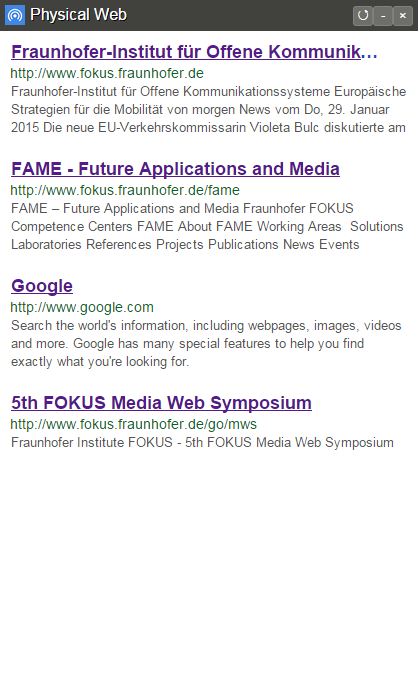 Physical Web
Fraunhofer-Institut für Offene Kommunik…
http://www.fokus.fraunhofer.de
Fraunhofer-Institut für Offene Kommunikationssysteme Europäische
Strategien für die Mobilität von morgen News vom Do, 29. Januar
2015 Die neue EU-Verkehrskommissarin Violeta Bulc diskutierte am
FAME - Future Applications and Media
http://www.fokus.fraunhofer.de/fame
FAME – Future Applications and Media Fraunhofer FOKUS
Competence Centers FAME About FAME Working Areas  Solutions
Laboratories References Projects Publications News Events
Google
http://www.google.com
Search the world's information, including webpages, images, videos
and more. Google has many special features to help you find
exactly what you're looking for.
5th FOKUS Media Web Symposium
http://www.fokus.fraunhofer.de/go/mws
Fraunhofer Institute FOKUS - 5th FOKUS Media Web Symposium